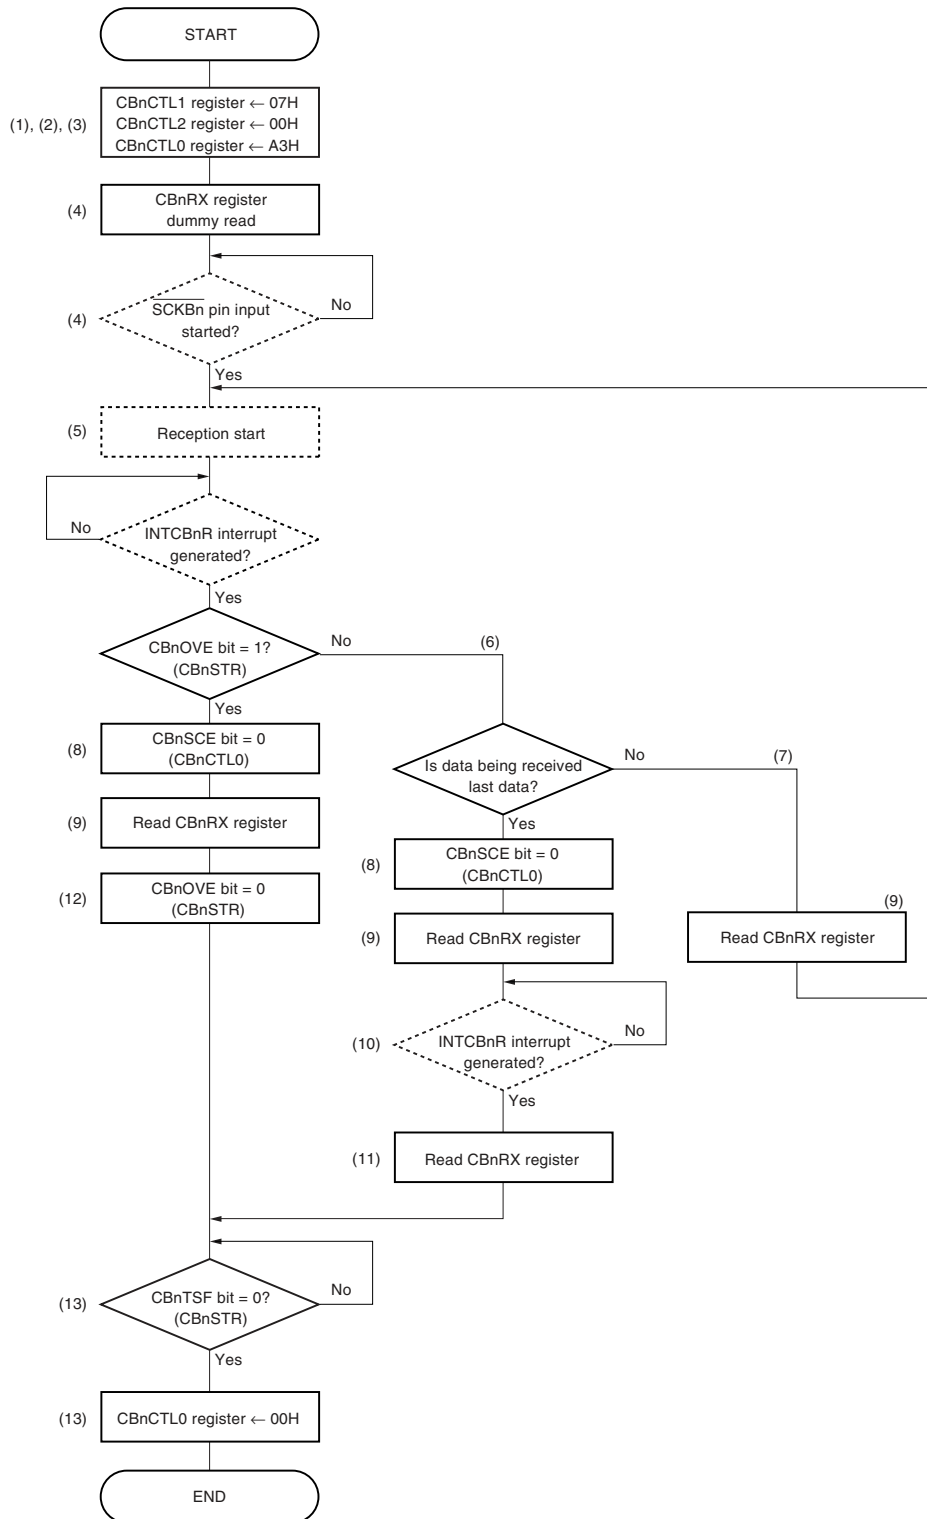 START
(1), (2), (3)
CBnCTL1 register ← 07H
CBnCTL2 register ← 00H
CBnCTL0 register ← A3H
(4)
CBnRX register
dummy read
(4)
SCKBn pin input
started?
No
Yes
(5)
Reception start
No
INTCBnR interrupt
generated?
Yes
CBnOVE bit = 1?
(CBnSTR)
No
(6)
Yes
(8)
CBnSCE bit = 0
(CBnCTL0)
Is data being received
last data?
No
(7)
Yes
(9)
Read CBnRX register
(8)
CBnSCE bit = 0
(CBnCTL0)
(12)
CBnOVE bit = 0
(CBnSTR)
(9)
Read CBnRX register
(9)
Read CBnRX register
(10)
INTCBnR interrupt
generated?
No
Yes
(11)
Read CBnRX register
(13)
CBnTSF bit = 0?
(CBnSTR)
No
Yes
(13)
CBnCTL0 register ← 00H
END